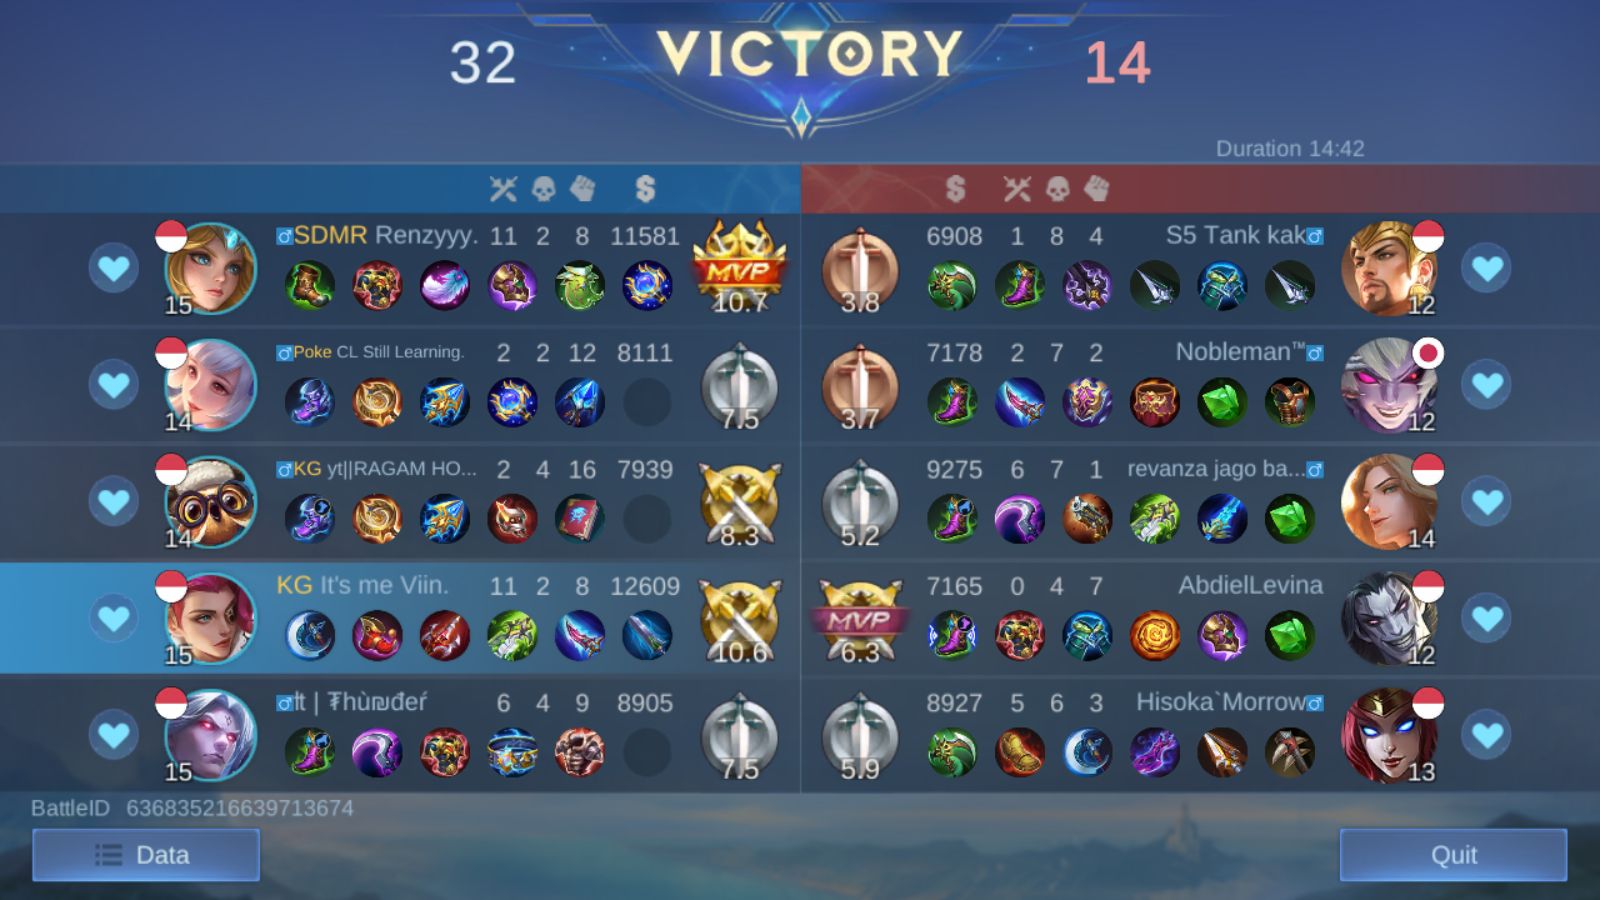 32 VICTORY 14
Duration 14:42
SDMR Renzyyy. 11 2 8 11581 MVP 10.7 15
3.8 6908 1 8 4 S5 Tank kak 12
Poke CL Still Learning. 2 2 12 8111 7.5 14
3.7 7178 2 7 2 Nobleman™ 12
KG yt||RAGAM HO... 2 4 16 7939 8.3 14
5.2 9275 6 7 1 revanza jago ba... 14
KG It's me Viin. 11 2 8 12609 10.6 15
MVP 6.3 7165 0 4 7 AbdielLevina 12
6 4 9 8905 7.5 15
5.9 8927 5 6 3 Hisoka`Morrow 13
BattleID 636835216639713674
Data
Quit